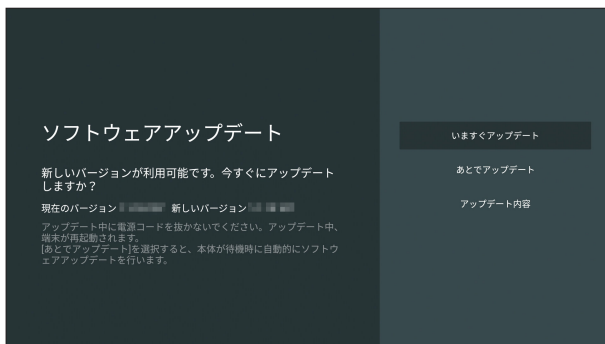 ソフトウェアアップデート
新しいバージョンが利用可能です。今すぐにアップデート
しますか？
現在のバージョン 新しいバージョン
アップデート中に電源コードを抜かないでください。アップデート中、
端末が再起動されます。
[あとでアップデート]を選択すると、本体が待機時に自動的にソフトウ
ェアアップデートを行います。
いますぐアップデート
あとでアップデート
アップデート内容